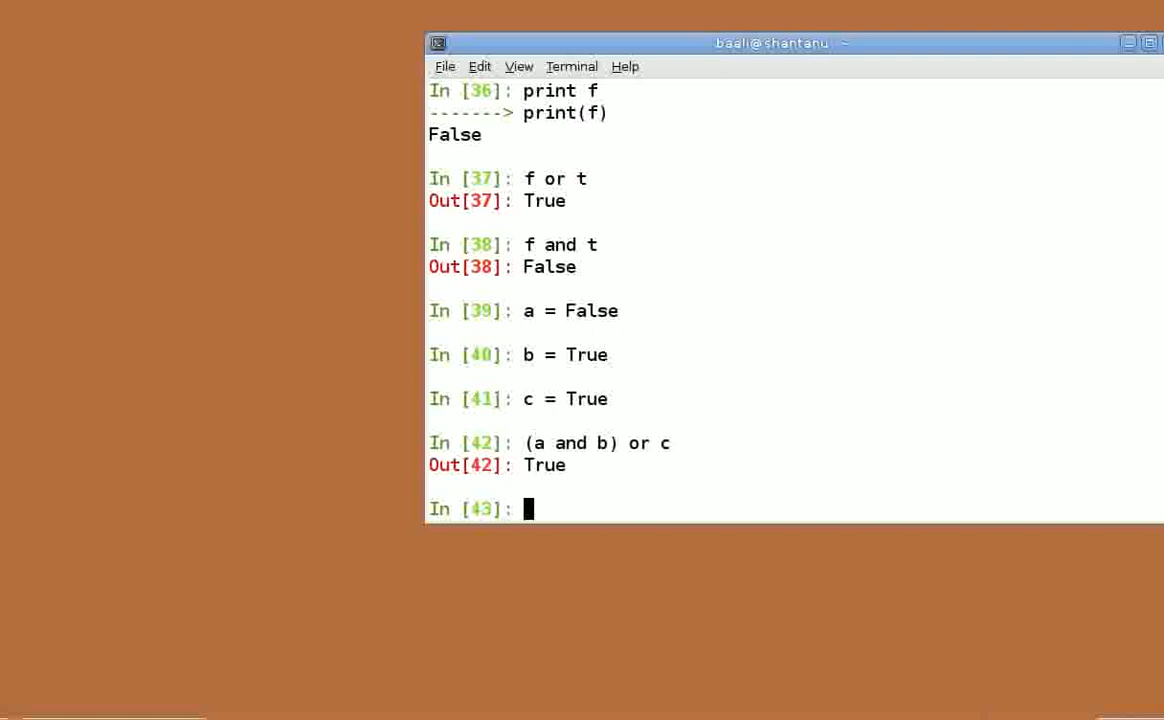 baali@shantanu: ~
File Edit View Terminal Help
In [36]: print f
-------> print(f)
False
In [37]: f or t
Out[37]: True
In [38]: f and t
Out[38]: False
In [39]: a = False
In [40]: b = True
In [41]: c = True
In [42]: (a and b) or c
Out[42]: True
In [43]: